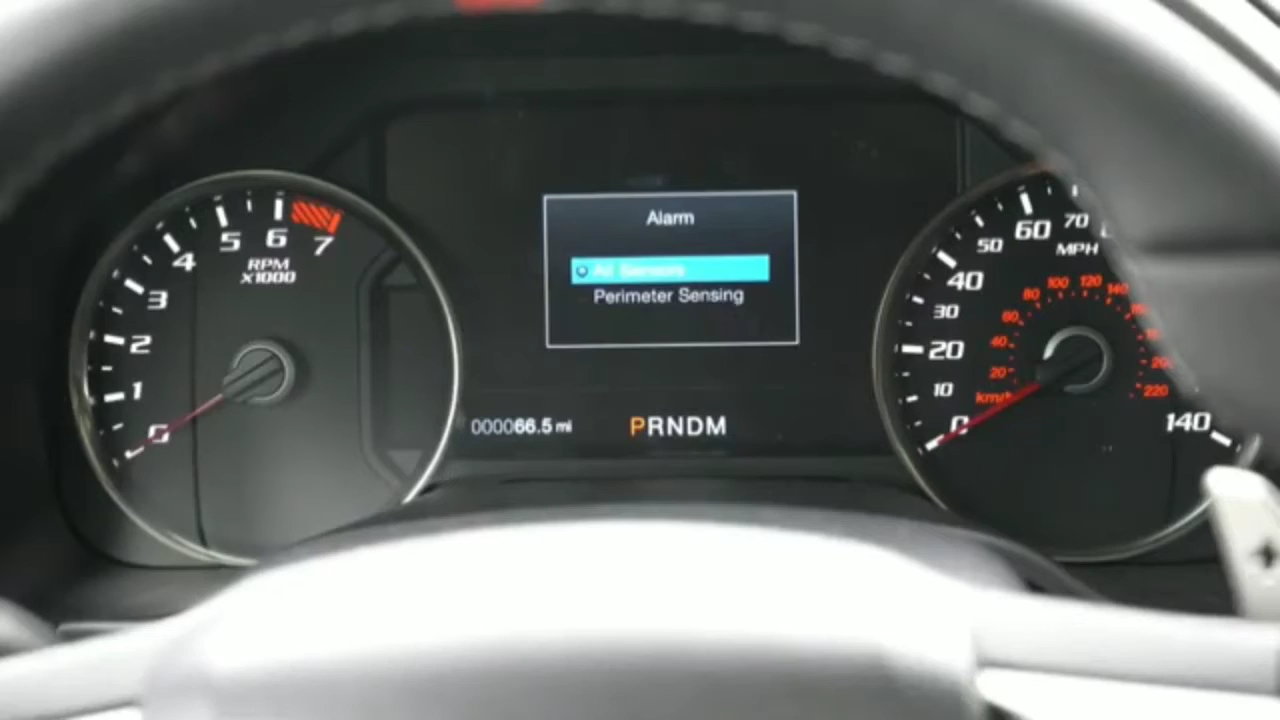 Alarm
All Sensors
Perimeter Sensing
000066.5 mi
PRNDM
0
1
2
3
4
5
6
7
RPM
X1000
0
10
20
30
40
50
60
70
140
MPH
km/h
20
40
60
80
100
120
140
220